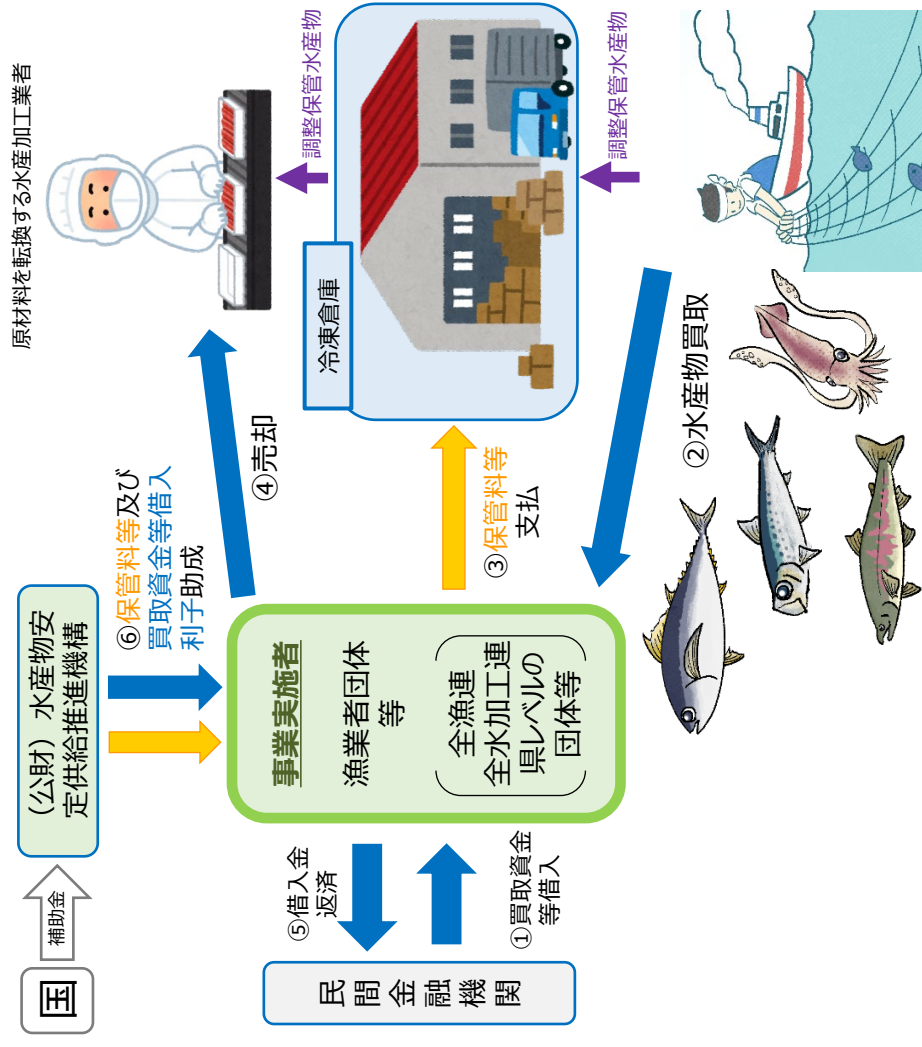 国
補助金
（公財）水産物安
定供給推進機構
⑥保管料等及び
買取資金等借入
利子助成
原材料を転換する水産加工業者
④売却
調整保管水産物
民間金融機関
⑤借入金
返済
①買取資金
等借入
事業実施者
漁業者団体
等
全漁連
全水加工連
県レベルの
団体等
③保管料等
支払
冷凍倉庫
調整保管水産物
②水産物買取